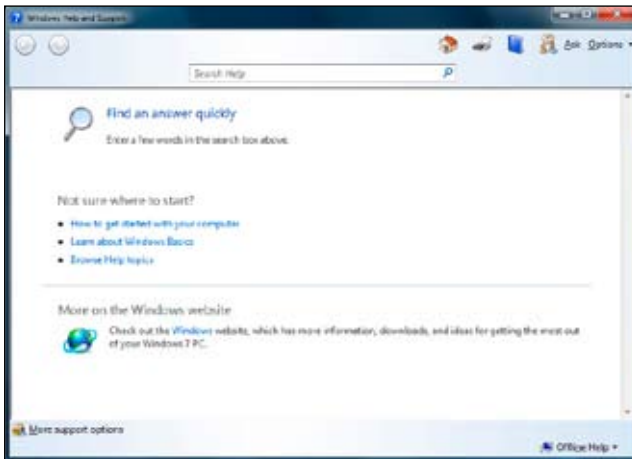 Windows Help and Support
Ask Options
Search Help
Find an answer quickly
Enter a few words in the search box above.
Not sure where to start?
How to get started with your computer
Learn about Windows Basics
Browse Help topics
More on the Windows website
Check out the Windows website, which has more information, downloads, and ideas for getting the most out
of your Windows 7 PC.
More support options
Offline Help